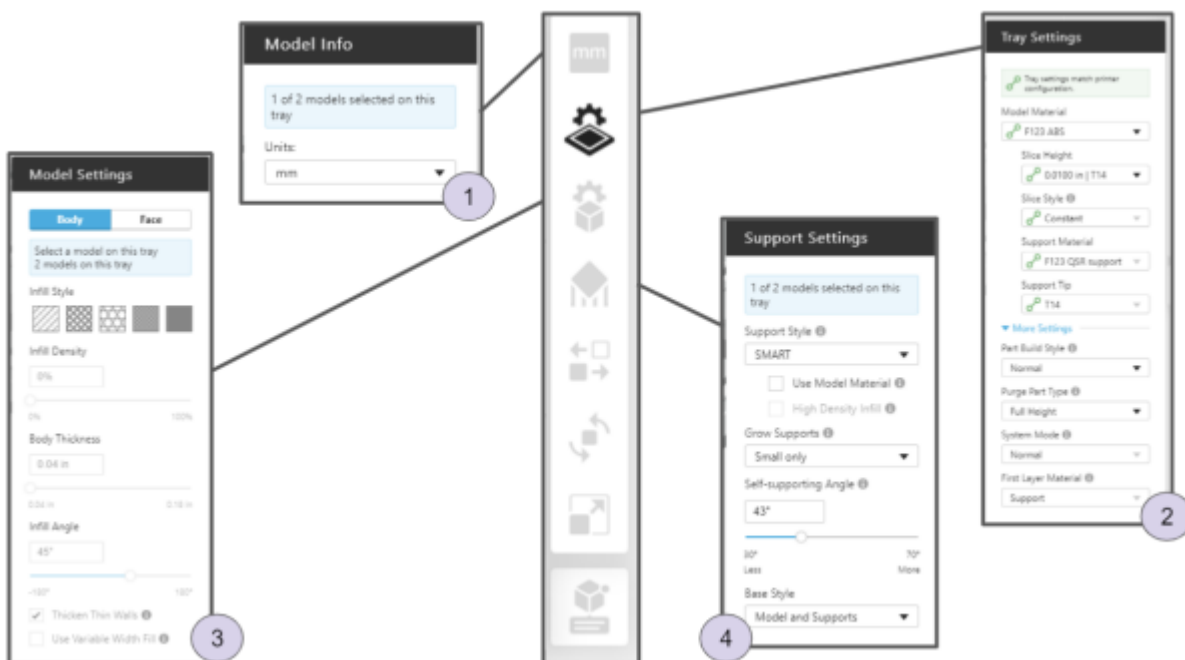 Model Info
1 of 2 models selected on this
tray
Units:
mm
1
mm
Tray Settings
Tray settings match printer
configuration.
Model Material
F123 ABS
Slice Height
0.0100 in | T14
Slice Style
Constant
Support Material
F123 QSR support
Support Tip
T14
More Settings
Part Build Style
Normal
Purge Part Type
Full Height
System Mode
Normal
First Layer Material
Support
2
Model Settings
Body Face
Select a model on this tray
2 models on this tray
Infill Style
Infill Density
0%
0% 100%
Body Thickness
0.04 in
0.04 in 0.18 in
Infill Angle
45°
Thicken Thin Walls
Use Variable Width Fill
3
Support Settings
1 of 2 models selected on this
tray
Support Style
SMART
Use Model Material
High Density Infill
Grow Supports
Small only
Self-supporting Angle
43°
70°
Less More
Base Style
Model and Supports
4